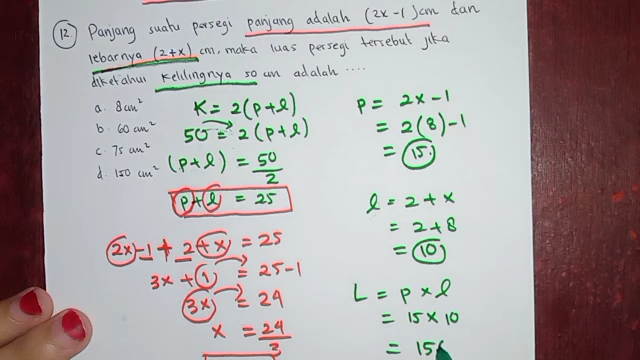 12. Panjang suatu persegi panjang adalah (2x-1) cm dan
lebarnya (2+x) cm, maka luas persegi tersebut jika
diketahui kelilingnya 50 cm adalah ....
a. 8 cm²
b. 60 cm²
c. 75 cm²
d. 150 cm²
K = 2(p+l)
50 = 2(p+l)
(p+l) = 50/2
p+l = 25
2x-1 + 2+x = 25
3x + 1 = 25-1
3x = 24
x = 24/3
p = 2x-1
= 2(8)-1
= 15
l = 2+x
= 2+8
= 10
L = p x l
= 15 x 10
= 15